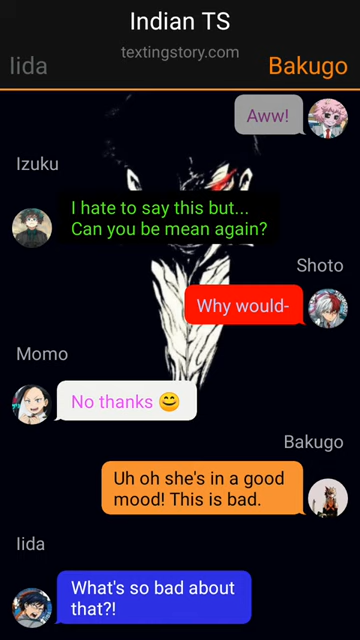 Indian TS
textingstory.com
Iida
Bakugo
Aww!
Izuku
I hate to say this but...
Can you be mean again?
Shoto
Why would-
Momo
No thanks 😊
Bakugo
Uh oh she's in a good
mood! This is bad.
Iida
What's so bad about
that?!